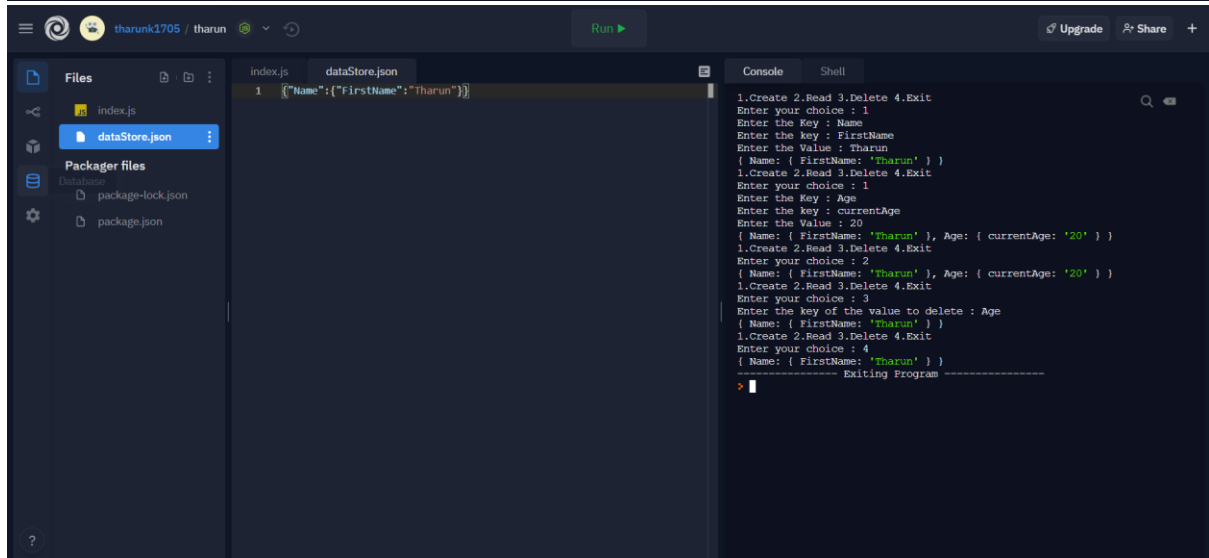 tharunk1705 / tharun
Run
Upgrade
Share
Files
index.js
dataStore.json
Packager files
Database
package-lock.json
package.json
?
index.js dataStore.json
1 {"Name":{"FirstName":"Tharun"}}
Console Shell
1.Create 2.Read 3.Delete 4.Exit
Enter your choice : 1
Enter the Key : Name
Enter the key : FirstName
Enter the Value : Tharun
{ Name: { FirstName: 'Tharun' } }
1.Create 2.Read 3.Delete 4.Exit
Enter your choice : 1
Enter the Key : Age
Enter the key : currentAge
Enter the Value : 20
{ Name: { FirstName: 'Tharun' }, Age: { currentAge: '20' } }
1.Create 2.Read 3.Delete 4.Exit
Enter your choice : 2
{ Name: { FirstName: 'Tharun' }, Age: { currentAge: '20' } }
1.Create 2.Read 3.Delete 4.Exit
Enter your choice : 3
Enter the key of the value to delete : Age
{ Name: { FirstName: 'Tharun' } }
1.Create 2.Read 3.Delete 4.Exit
Enter your choice : 4
{ Name: { FirstName: 'Tharun' } }
---------------- Exiting Program ----------------
>